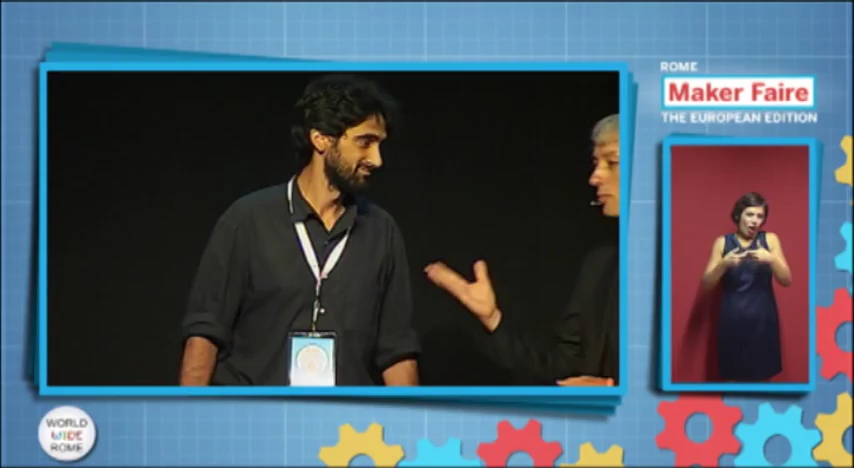 ROME
Maker Faire
THE EUROPEAN EDITION
WORLD
WIDE
ROME